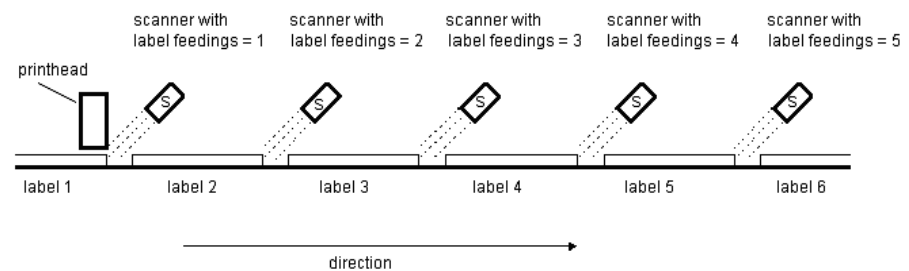 scanner with
label feedings = 1
scanner with
label feedings = 2
scanner with
label feedings = 3
scanner with
label feedings = 4
scanner with
label feedings = 5
printhead
S
S
S
S
S
label 1
label 2
label 3
label 4
label 5
label 6
direction